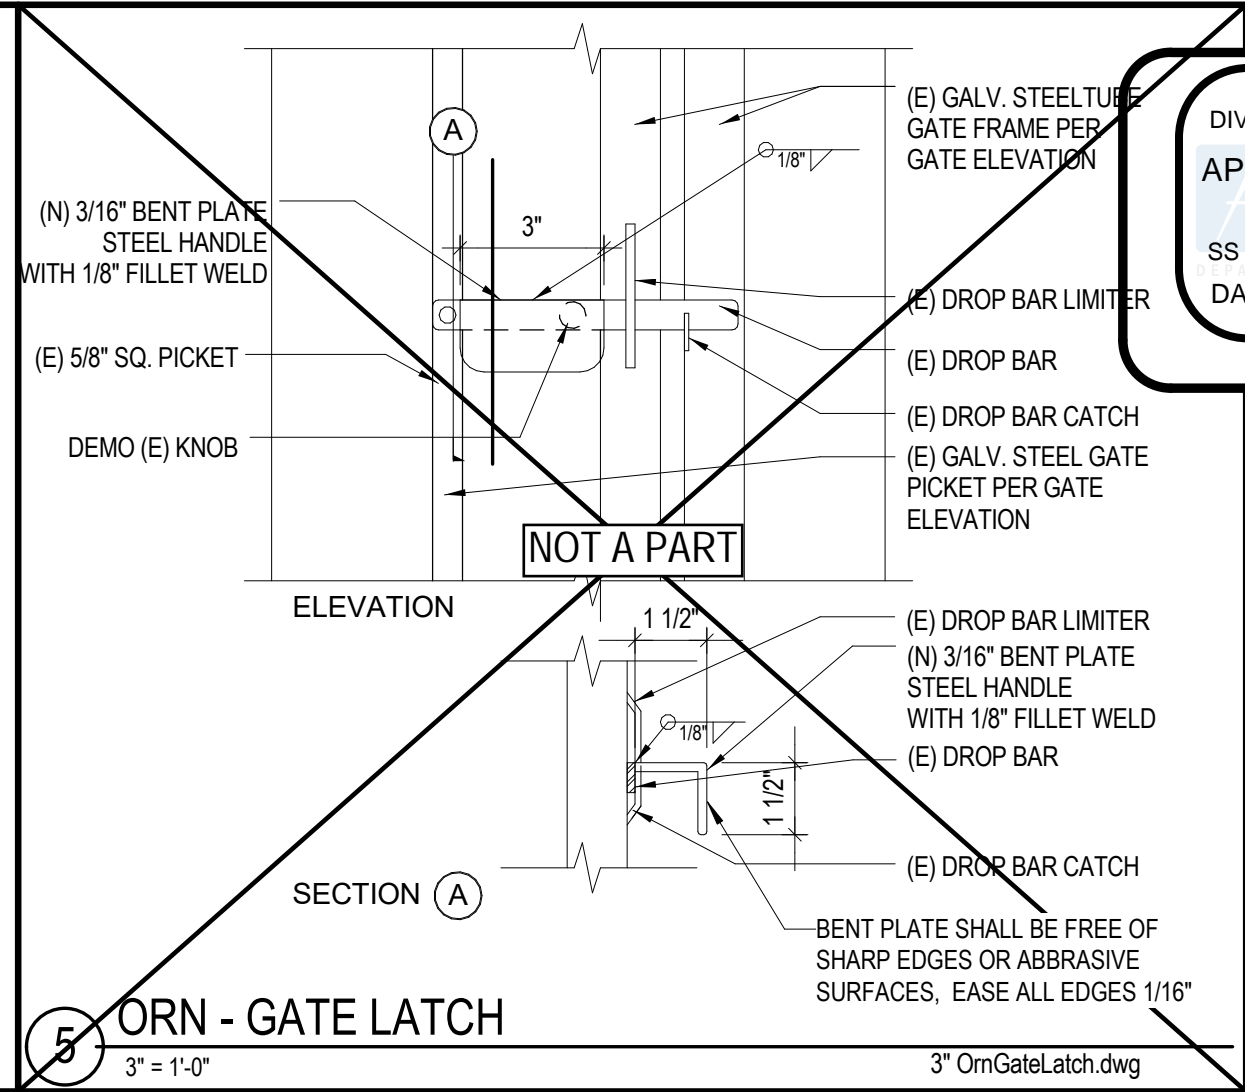 (E) GALV. STEELTUBE
GATE FRAME PER
GATE ELEVATION
A
1/8"
(N) 3/16" BENT PLATE
STEEL HANDLE
WITH 1/8" FILLET WELD
3"
(E) DROP BAR LIMITER
(E) 5/8" SQ. PICKET
(E) DROP BAR
(E) DROP BAR CATCH
DEMO (E) KNOB
(E) GALV. STEEL GATE
PICKET PER GATE
ELEVATION
NOT A PART
ELEVATION
1 1/2"
(E) DROP BAR LIMITER
(N) 3/16" BENT PLATE
STEEL HANDLE
WITH 1/8" FILLET WELD
1/8"
(E) DROP BAR
1 1/2"
(E) DROP BAR CATCH
SECTION A
BENT PLATE SHALL BE FREE OF
SHARP EDGES OR ABBRASIVE
SURFACES, EASE ALL EDGES 1/16"
5 ORN - GATE LATCH
3" = 1'-0"
3" OrnGateLatch.dwg
DIV
AP
SS
DEPA
DA